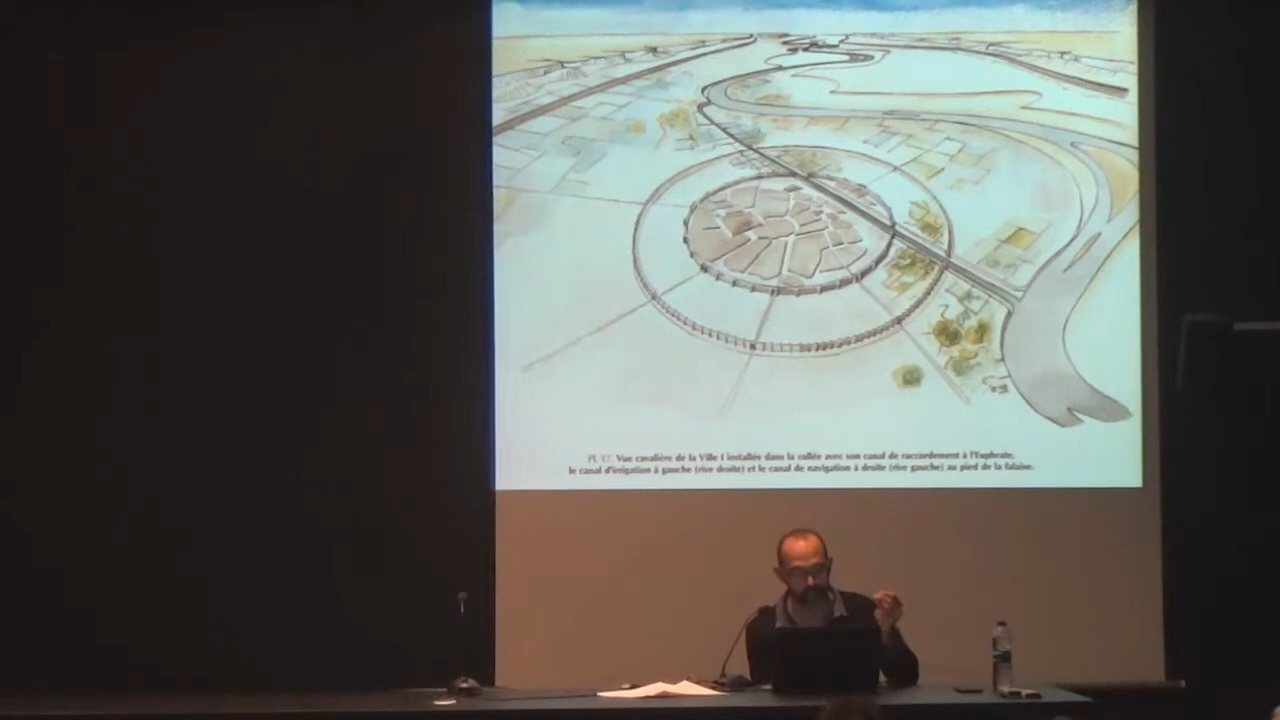 Pl. 17. Vue cavalière de la Ville I installée dans la vallée avec son canal de raccordement à l'Euphrate,
le canal d'irrigation à gauche (rive droite) et le canal de navigation à droite (rive gauche) au pied de la falaise.